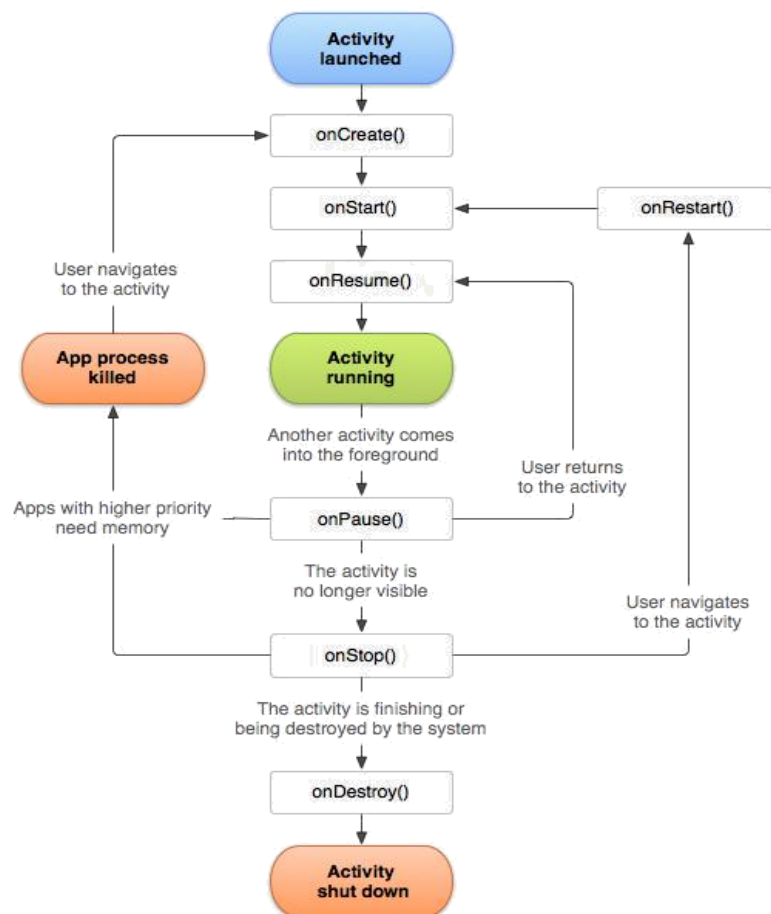 Activity
launched
onCreate()
onStart()
onRestart()
User navigates
to the activity
onResume()
App process
killed
Activity
running
Another activity comes
into the foreground
User returns
to the activity
Apps with higher priority
need memory
onPause()
The activity is
no longer visible
User navigates
to the activity
onStop()
The activity is finishing or
being destroyed by the system
onDestroy()
Activity
shut down